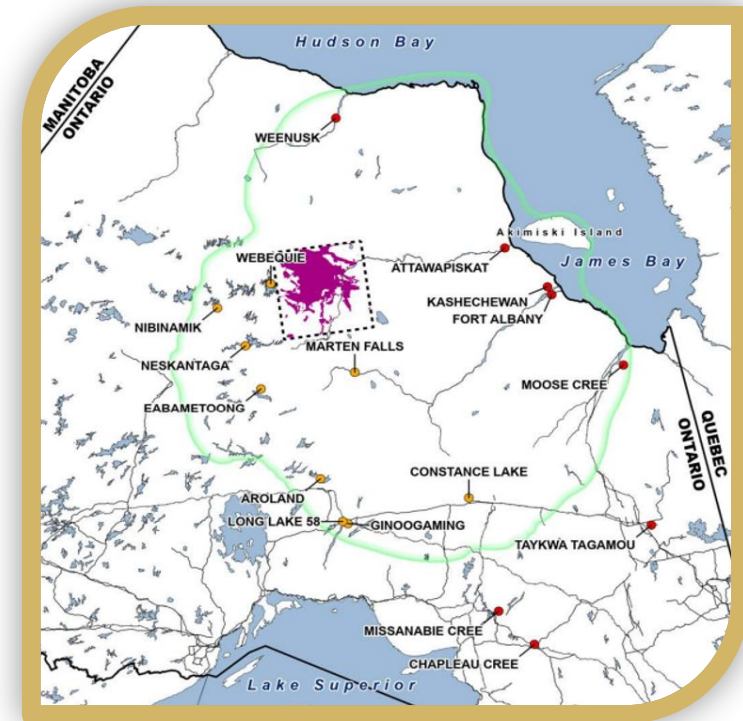 Hudson Bay
MANITOBA
ONTARIO
WEENUSK
Akimiski Island
WEBEQUIE
ATTAWAPISKAT
James Bay
KASHECHEWAN
FORT ALBANY
NIBINAMIK
MARTEN FALLS
NESKANTAGA
MOOSE CREE
EABAMETOONG
QUEBEC
ONTARIO
CONSTANCE LAKE
AROLAND
LONG LAKE 58
GINOOGAMING
TAYKWA TAGAMOU
MISSANABIE CREE
CHAPLEAU CREE
Lake Superior